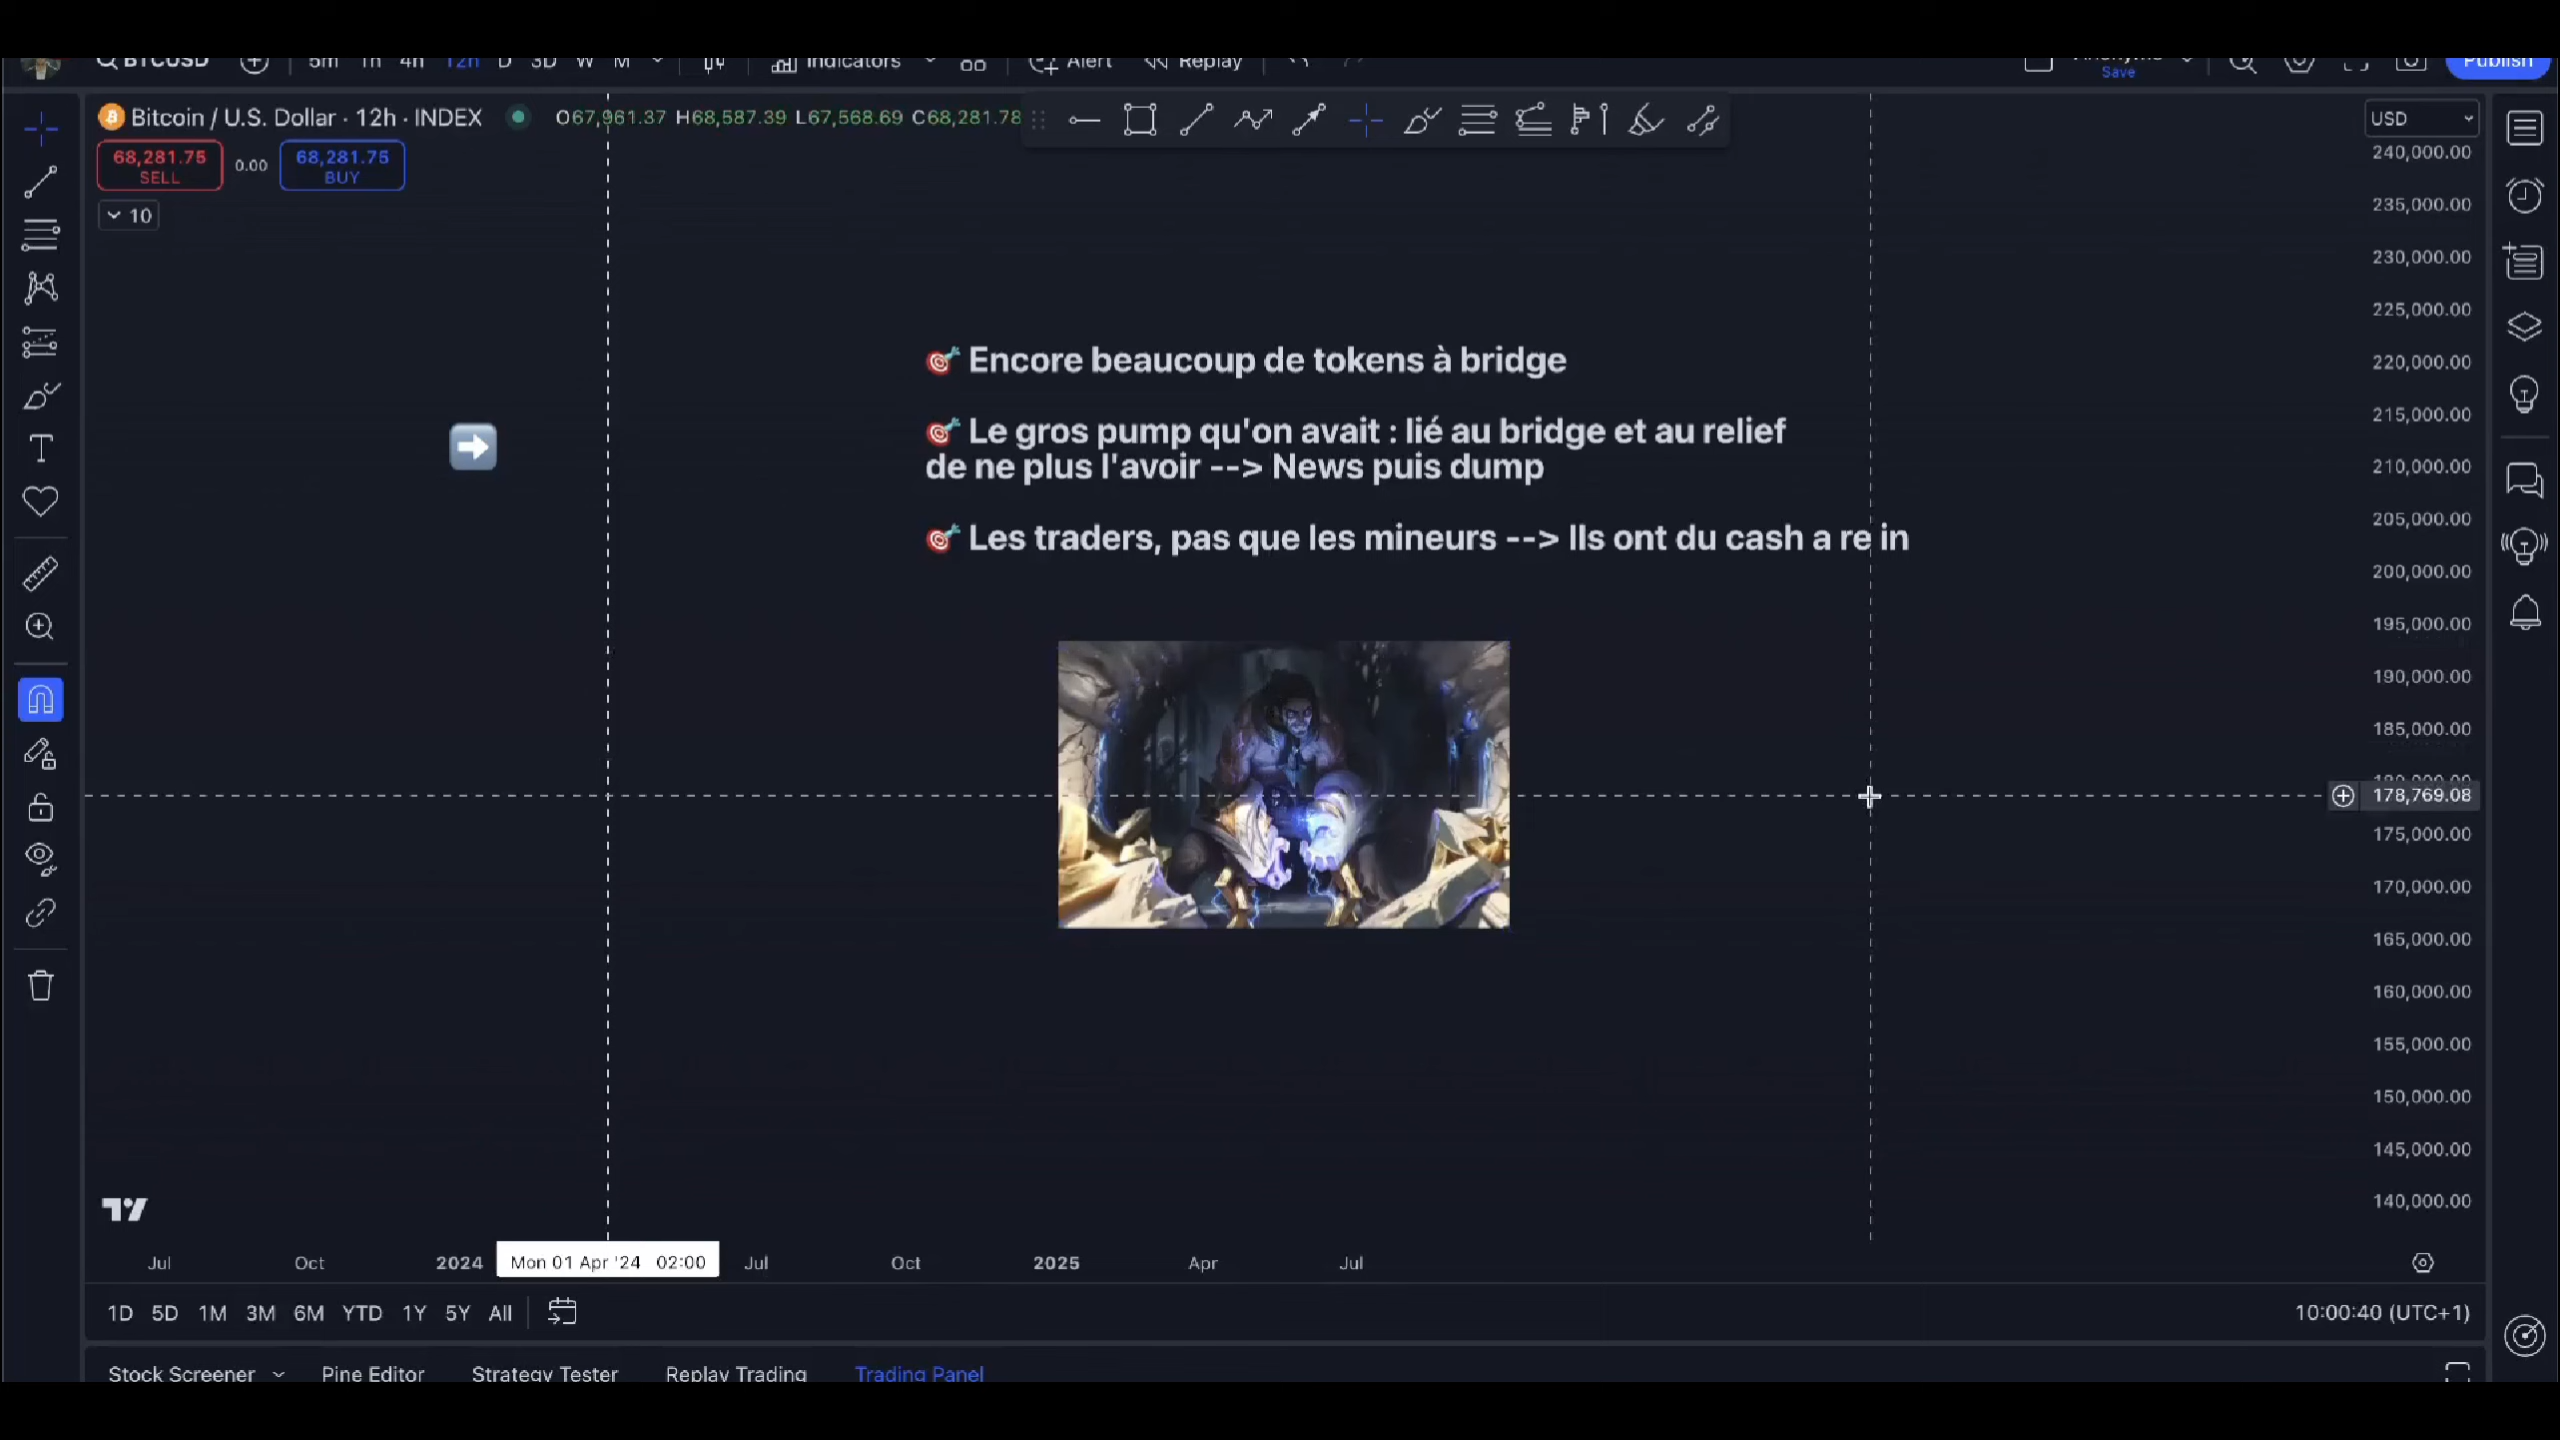 BTCUSD
5m 1h 4h 12h D 3D W M Indicators Alert Replay
Save
Publish
Bitcoin / U.S. Dollar · 12h · INDEX O67,961.37 H68,587.39 L67,568.69 C68,281.78
USD
68,281.75
SELL
0.00
68,281.75
BUY
10
240,000.00
235,000.00
230,000.00
225,000.00
220,000.00
215,000.00
210,000.00
205,000.00
200,000.00
195,000.00
190,000.00
185,000.00
178,769.08
175,000.00
170,000.00
165,000.00
160,000.00
155,000.00
150,000.00
145,000.00
140,000.00
🎯 Encore beaucoup de tokens à bridge
🎯 Le gros pump qu'on avait : lié au bridge et au relief
de ne plus l'avoir --> News puis dump
🎯 Les traders, pas que les mineurs --> Ils ont du cash a re in
Jul Oct 2024 Mon 01 Apr '24 02:00 Jul Oct 2025 Apr Jul
1D 5D 1M 3M 6M YTD 1Y 5Y All
10:00:40 (UTC+1)
Stock Screener Pine Editor Strategy Tester Replay Trading Trading Panel